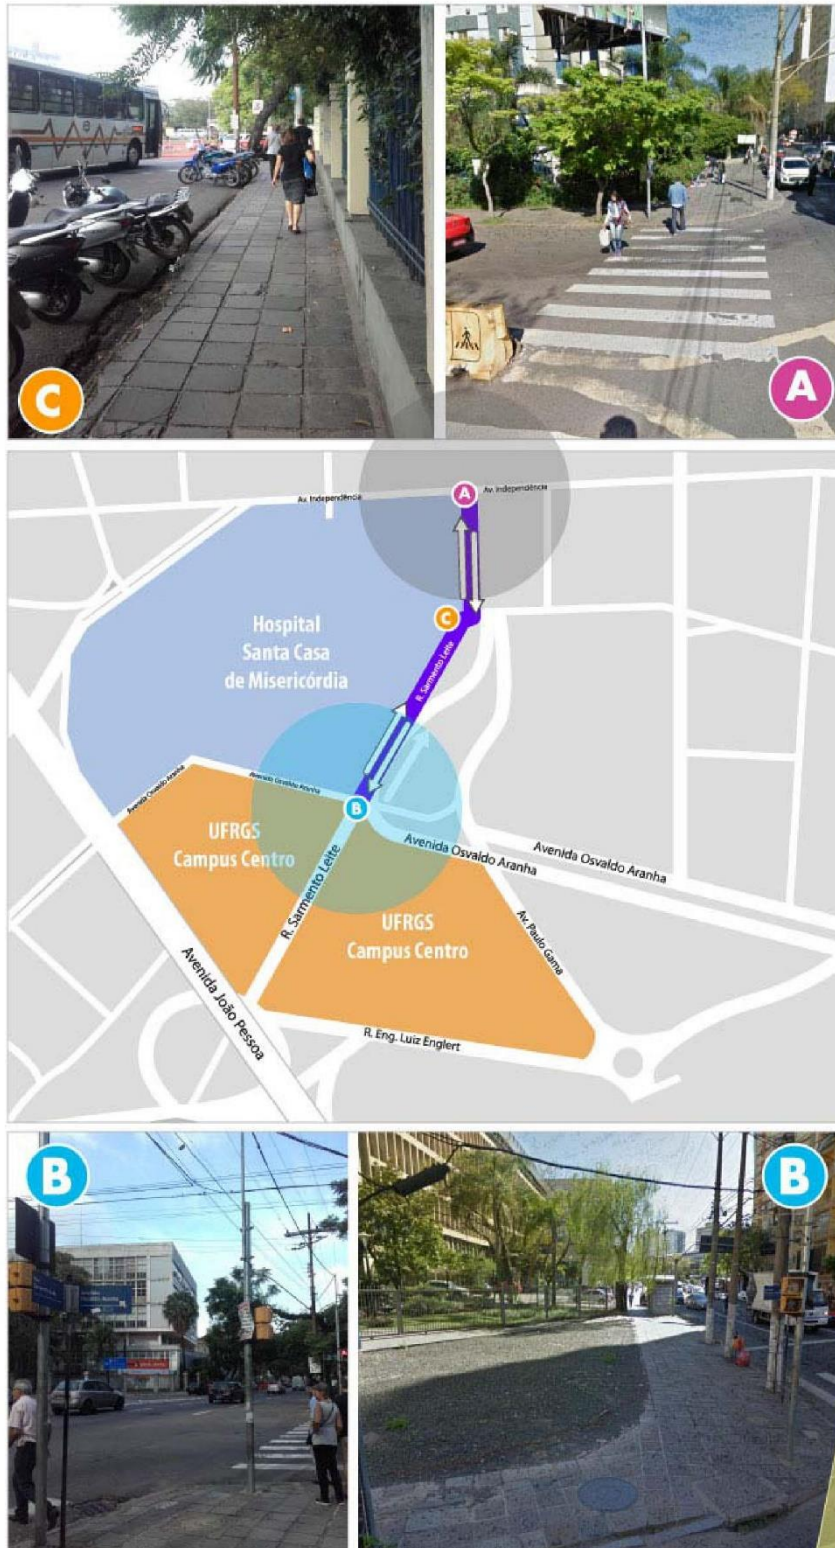 C
A
Av. Independência
A
Av. Independência
C
Hospital
Santa Casa
de Misericórdia
R. Sarmento Leite
Avenida Osvaldo Aranha
Avenida Osvaldo Aranha
B
UFRGS
Campus Centro
R. Sarmento Leite
Avenida Osvaldo Aranha
Avenida Osvaldo Aranha
UFRGS
Campus Centro
Av. Paulo Gama
Avenida João Pessoa
R. Eng. Luiz Englert
B
B